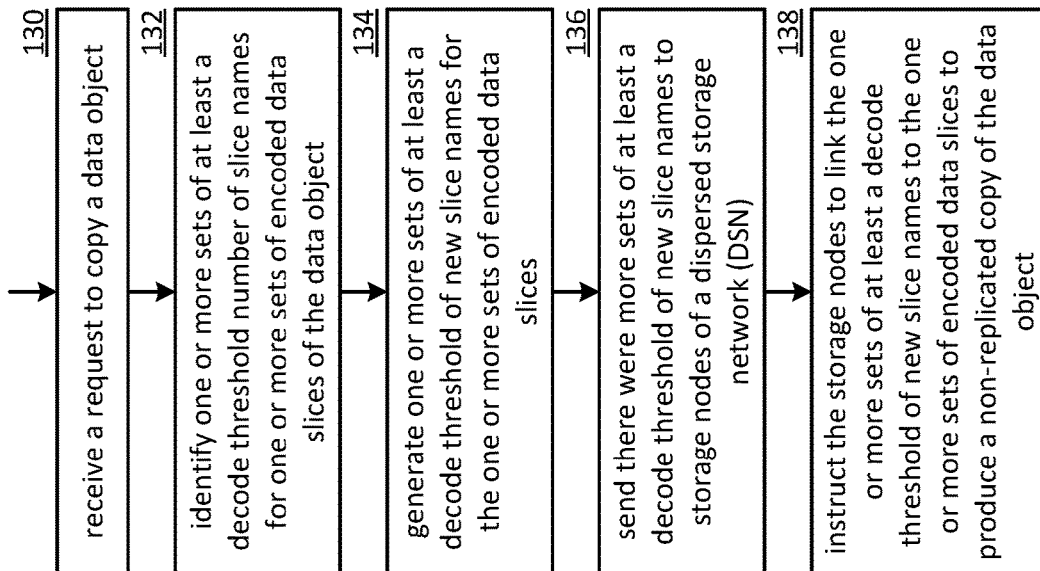 130
receive a request to copy a data object
132
identify one or more sets of at least a
decode threshold number of slice names
for one or more sets of encoded data
slices of the data object
134
generate one or more sets of at least a
decode threshold of new slice names for
the one or more sets of encoded data
slices
136
send there were more sets of at least a
decode threshold of new slice names to
storage nodes of a dispersed storage
network (DSN)
138
instruct the storage nodes to link the one
or more sets of at least a decode
threshold of new slice names to the one
or more sets of encoded data slices to
produce a non-replicated copy of the data
object